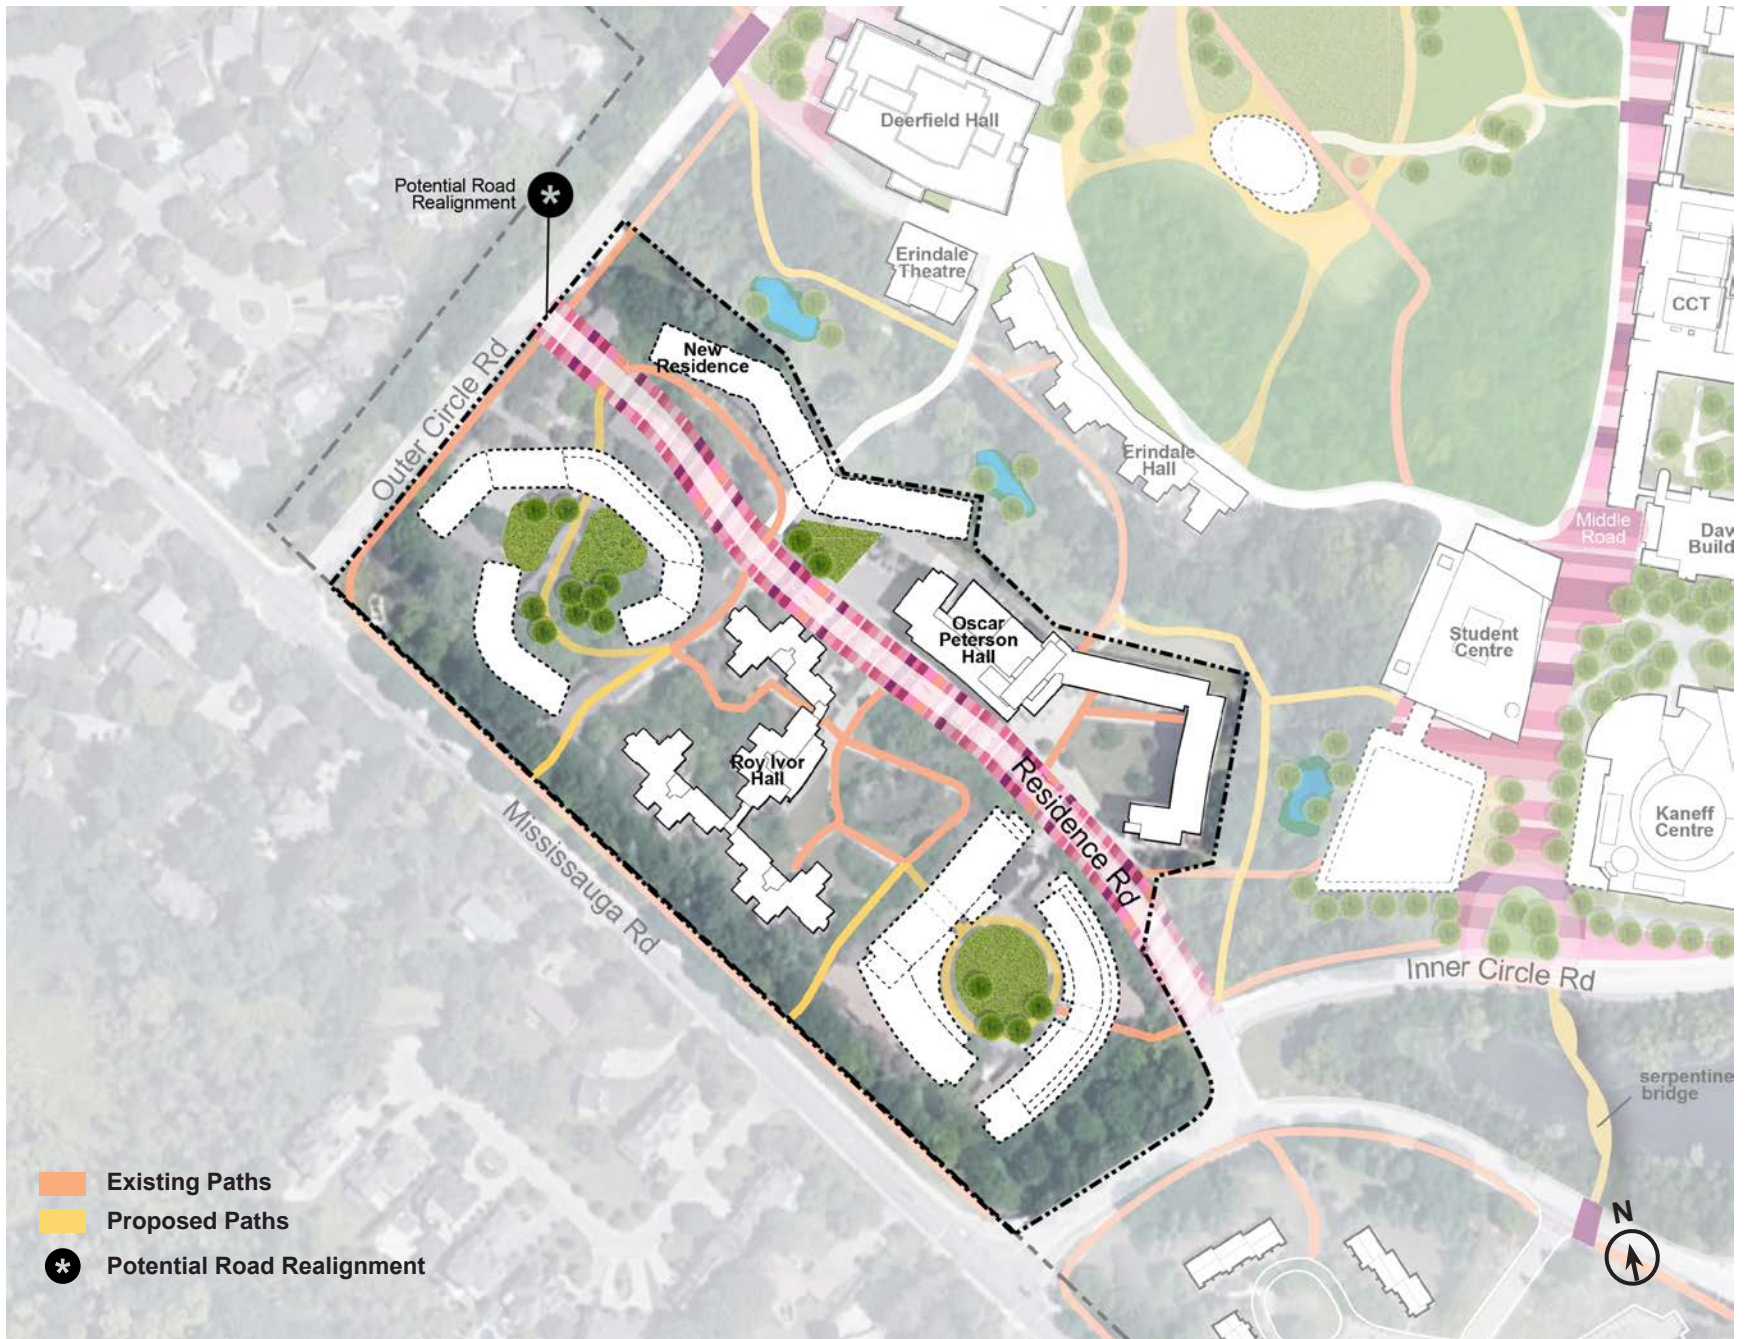 Deerfield Hall
Potential Road
Realignment
*
Erindale
Theatre
CCT
New
Residence
Outer Circle Rd
Erindale
Hall
Middle
Road
Dav
Build
Oscar
Peterson
Hall
Student
Centre
Roy Ivor
Hall
Residence Rd
Kaneff
Centre
Mississauga Rd
Inner Circle Rd
serpentine
bridge
Existing Paths
Proposed Paths
* Potential Road Realignment
N